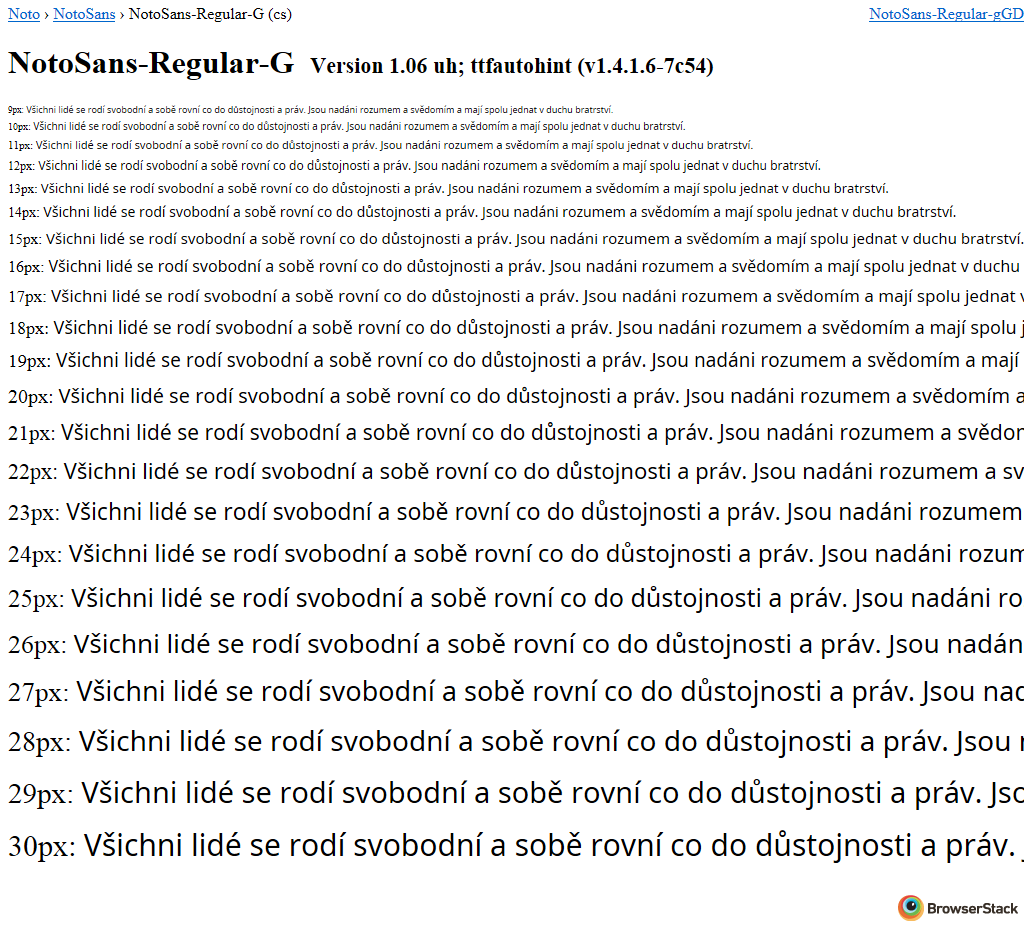 Noto › NotoSans › NotoSans-Regular-G (cs) NotoSans-Regular-gGD
NotoSans-Regular-G Version 1.06 uh; ttfautohint (v1.4.1.6-7c54)
9px: Všichni lidé se rodí svobodní a sobě rovní co do důstojnosti a práv. Jsou nadáni rozumem a svědomím a mají spolu jednat v duchu bratrství.
10px: Všichni lidé se rodí svobodní a sobě rovní co do důstojnosti a práv. Jsou nadáni rozumem a svědomím a mají spolu jednat v duchu bratrství.
11px: Všichni lidé se rodí svobodní a sobě rovní co do důstojnosti a práv. Jsou nadáni rozumem a svědomím a mají spolu jednat v duchu bratrství.
12px: Všichni lidé se rodí svobodní a sobě rovní co do důstojnosti a práv. Jsou nadáni rozumem a svědomím a mají spolu jednat v duchu bratrství.
13px: Všichni lidé se rodí svobodní a sobě rovní co do důstojnosti a práv. Jsou nadáni rozumem a svědomím a mají spolu jednat v duchu bratrství.
14px: Všichni lidé se rodí svobodní a sobě rovní co do důstojnosti a práv. Jsou nadáni rozumem a svědomím a mají spolu jednat v duchu bratrství.
15px: Všichni lidé se rodí svobodní a sobě rovní co do důstojnosti a práv. Jsou nadáni rozumem a svědomím a mají spolu jednat v duchu bratrství.
16px: Všichni lidé se rodí svobodní a sobě rovní co do důstojnosti a práv. Jsou nadáni rozumem a svědomím a mají spolu jednat v duchu
17px: Všichni lidé se rodí svobodní a sobě rovní co do důstojnosti a práv. Jsou nadáni rozumem a svědomím a mají spolu jednat v
18px: Všichni lidé se rodí svobodní a sobě rovní co do důstojnosti a práv. Jsou nadáni rozumem a svědomím a mají spolu j
19px: Všichni lidé se rodí svobodní a sobě rovní co do důstojnosti a práv. Jsou nadáni rozumem a svědomím a mají
20px: Všichni lidé se rodí svobodní a sobě rovní co do důstojnosti a práv. Jsou nadáni rozumem a svědomím a
21px: Všichni lidé se rodí svobodní a sobě rovní co do důstojnosti a práv. Jsou nadáni rozumem a svědom
22px: Všichni lidé se rodí svobodní a sobě rovní co do důstojnosti a práv. Jsou nadáni rozumem a sv
23px: Všichni lidé se rodí svobodní a sobě rovní co do důstojnosti a práv. Jsou nadáni rozumem
24px: Všichni lidé se rodí svobodní a sobě rovní co do důstojnosti a práv. Jsou nadáni rozum
25px: Všichni lidé se rodí svobodní a sobě rovní co do důstojnosti a práv. Jsou nadáni ro
26px: Všichni lidé se rodí svobodní a sobě rovní co do důstojnosti a práv. Jsou nadán
27px: Všichni lidé se rodí svobodní a sobě rovní co do důstojnosti a práv. Jsou nad
28px: Všichni lidé se rodí svobodní a sobě rovní co do důstojnosti a práv. Jsou
29px: Všichni lidé se rodí svobodní a sobě rovní co do důstojnosti a práv. Jso
30px: Všichni lidé se rodí svobodní a sobě rovní co do důstojnosti a práv.
BrowserStack